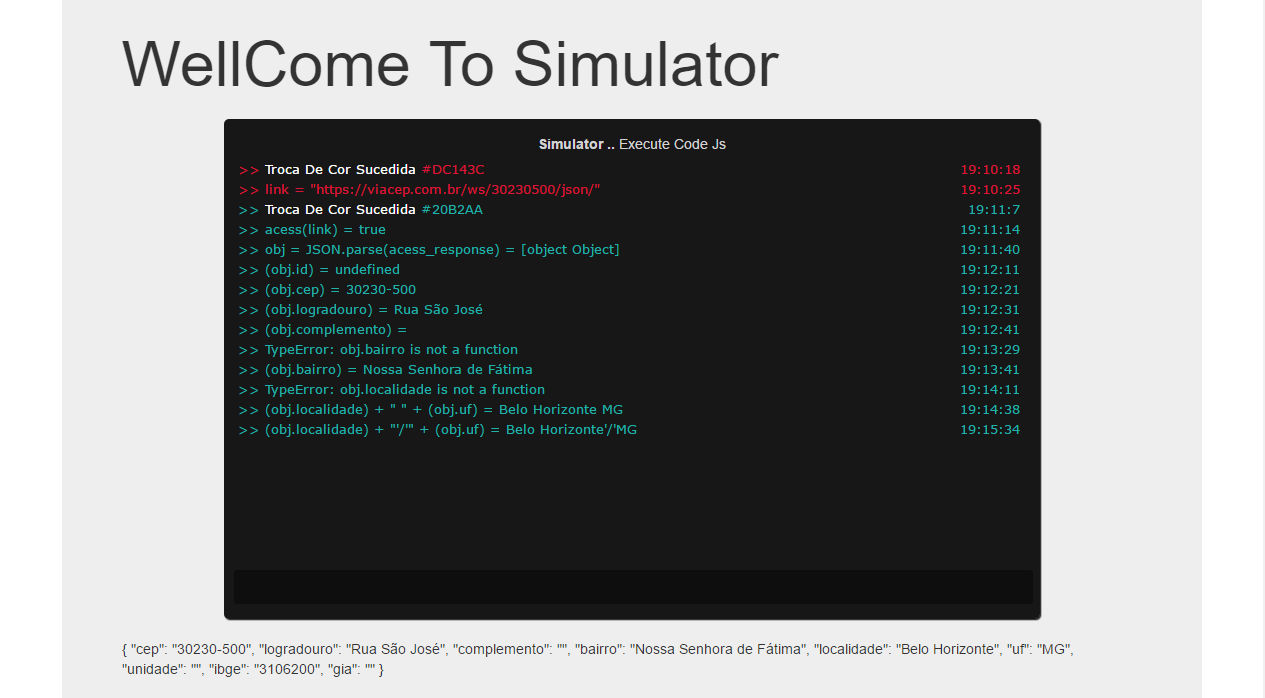 WellCome To Simulator
Simulator .. Execute Code Js
>> Troca De Cor Sucedida #DC143C 19:10:18
>> link = "https://viacep.com.br/ws/30230500/json/" 19:10:25
>> Troca De Cor Sucedida #20B2AA 19:11:7
>> acess(link) = true 19:11:14
>> obj = JSON.parse(acess_response) = [object Object] 19:11:40
>> (obj.id) = undefined 19:12:11
>> (obj.cep) = 30230-500 19:12:21
>> (obj.logradouro) = Rua São José 19:12:31
>> (obj.complemento) = 19:12:41
>> TypeError: obj.bairro is not a function 19:13:29
>> (obj.bairro) = Nossa Senhora de Fátima 19:13:41
>> TypeError: obj.localidade is not a function 19:14:11
>> (obj.localidade) + " " + (obj.uf) = Belo Horizonte MG 19:14:38
>> (obj.localidade) + "'/'" + (obj.uf) = Belo Horizonte'/'MG 19:15:34
{ "cep": "30230-500", "logradouro": "Rua São José", "complemento": "", "bairro": "Nossa Senhora de Fátima", "localidade": "Belo Horizonte", "uf": "MG",
"unidade": "", "ibge": "3106200", "gia": "" }